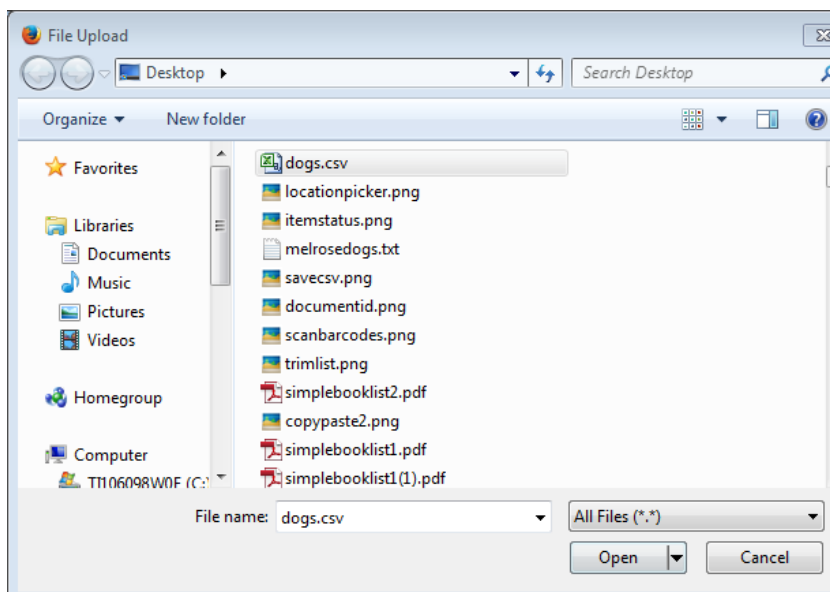 File Upload
Desktop
Search Desktop
Organize
New folder
Favorites
Libraries
Documents
Music
Pictures
Videos
Homegroup
Computer
TI106098W0F (C:)
dogs.csv
locationpicker.png
itemstatus.png
melrosedogs.txt
savecsv.png
documentid.png
scanbarcodes.png
trimlist.png
simplebooklist2.pdf
copypaste2.png
simplebooklist1.pdf
simplebooklist1(1).pdf
File name: dogs.csv
All Files (*.*)
Open
Cancel